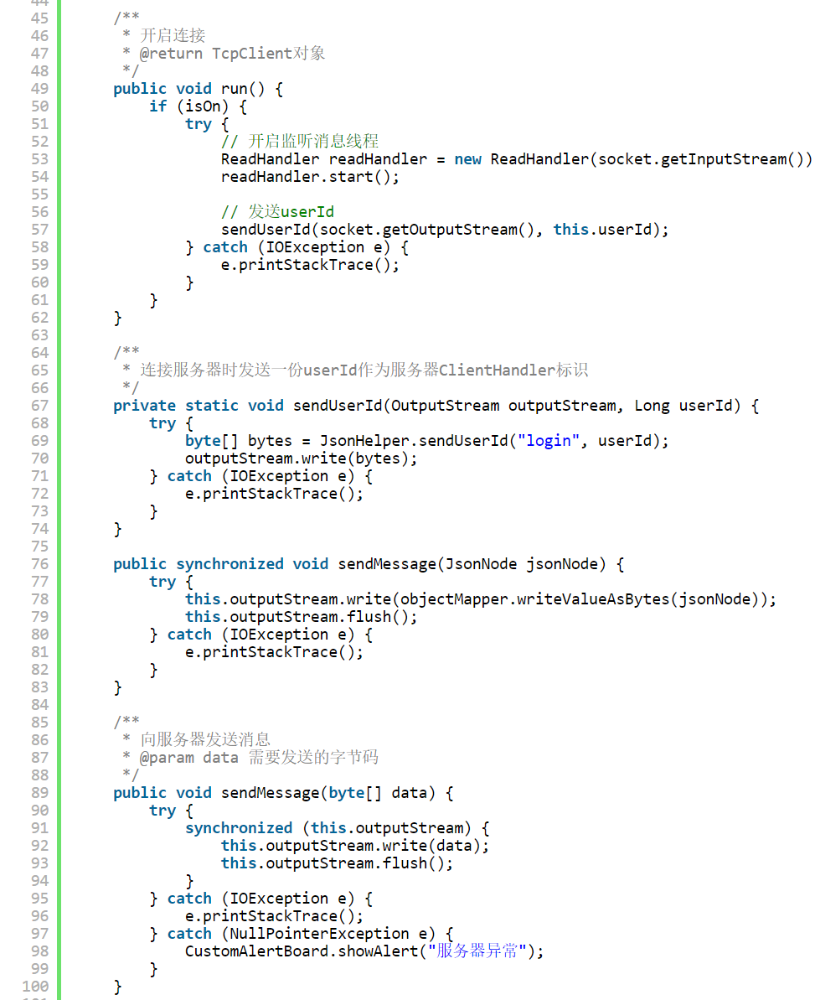 44
45 /**
46 * 开启连接
47 * @return TcpClient对象
48 */
49 public void run() {
50 if (isOn) {
51 try {
52 // 开启监听消息线程
53 ReadHandler readHandler = new ReadHandler(socket.getInputStream())
54 readHandler.start();
55
56 // 发送userId
57 sendUserId(socket.getOutputStream(), this.userId);
58 } catch (IOException e) {
59 e.printStackTrace();
60 }
61 }
62 }
63
64 /**
65 * 连接服务器时发送一份userId作为服务器ClientHandler标识
66 */
67 private static void sendUserId(OutputStream outputStream, Long userId) {
68 try {
69 byte[] bytes = JsonHelper.sendUserId("login", userId);
70 outputStream.write(bytes);
71 } catch (IOException e) {
72 e.printStackTrace();
73 }
74 }
75
76 public synchronized void sendMessage(JsonNode jsonNode) {
77 try {
78 this.outputStream.write(objectMapper.writeValueAsBytes(jsonNode));
79 this.outputStream.flush();
80 } catch (IOException e) {
81 e.printStackTrace();
82 }
83 }
84
85 /**
86 * 向服务器发送消息
87 * @param data 需要发送的字节码
88 */
89 public void sendMessage(byte[] data) {
90 try {
91 synchronized (this.outputStream) {
92 this.outputStream.write(data);
93 this.outputStream.flush();
94 }
95 } catch (IOException e) {
96 e.printStackTrace();
97 } catch (NullPointerException e) {
98 CustomAlertBoard.showAlert("服务器异常");
99 }
100 }